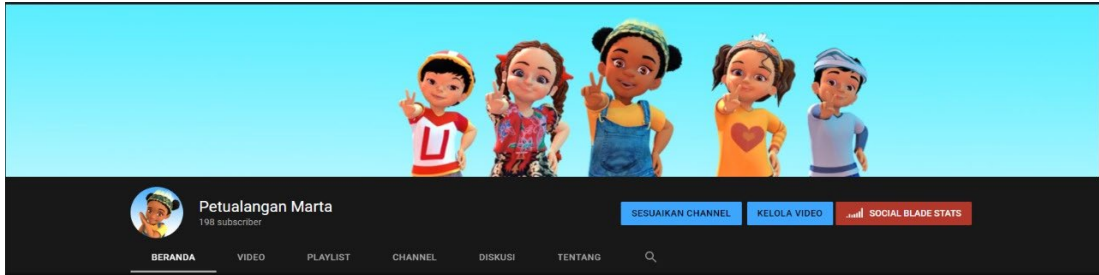 U
Petualangan Marta
198 subscriber
SESUAIKAN CHANNEL KELOLA VIDEO SOCIAL BLADE STATS
BERANDA VIDEO PLAYLIST CHANNEL DISKUSI TENTANG